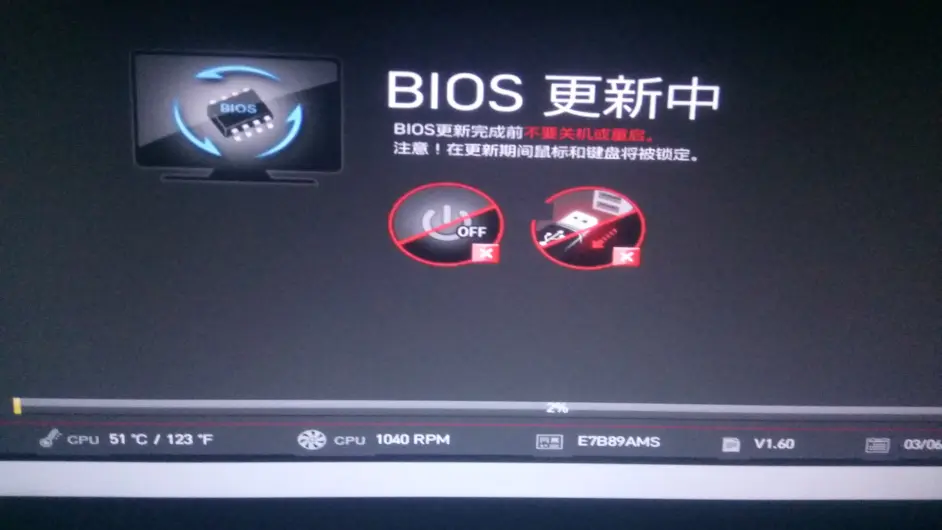 BIOS
BIOS 更新中
BIOS更新完成前不要关机或重启。
注意！在更新期间鼠标和键盘将被锁定。
OFF
2%
CPU 51 ℃ / 123 ℉
CPU 1040 RPM
E7B89AMS
V1.60
03/06